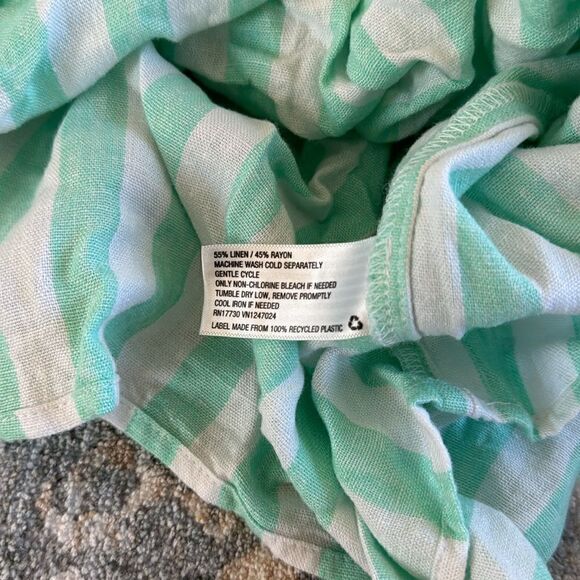 55% LINEN / 45% RAYON
MACHINE WASH COLD SEPARATELY
GENTLE CYCLE
ONLY NON-CHLORINE BLEACH IF NEEDED
TUMBLE DRY LOW, REMOVE PROMPTLY
COOL IRON IF NEEDED
RN17730 VN1247024
LABEL MADE FROM 100% RECYCLED PLASTIC